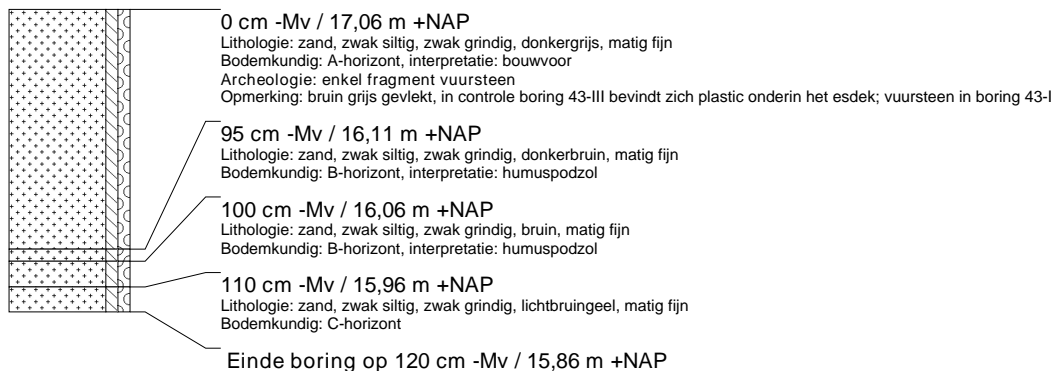 0 cm -Mv / 17,06 m +NAP
Lithologie: zand, zwak siltig, zwak grindig, donkergrijs, matig fijn
Bodemkundig: A-horizont, interpretatie: bouwvoor
Archeologie: enkel fragment vuursteen
Opmerking: bruin grijs gevlekt, in controle boring 43-III bevindt zich plastic onderin het esdek; vuursteen in boring 43-I
95 cm -Mv / 16,11 m +NAP
Lithologie: zand, zwak siltig, zwak grindig, donkerbruin, matig fijn
Bodemkundig: B-horizont, interpretatie: humuspodzol
100 cm -Mv / 16,06 m +NAP
Lithologie: zand, zwak siltig, zwak grindig, bruin, matig fijn
Bodemkundig: B-horizont, interpretatie: humuspodzol
110 cm -Mv / 15,96 m +NAP
Lithologie: zand, zwak siltig, zwak grindig, lichtbruingeel, matig fijn
Bodemkundig: C-horizont
Einde boring op 120 cm -Mv / 15,86 m +NAP